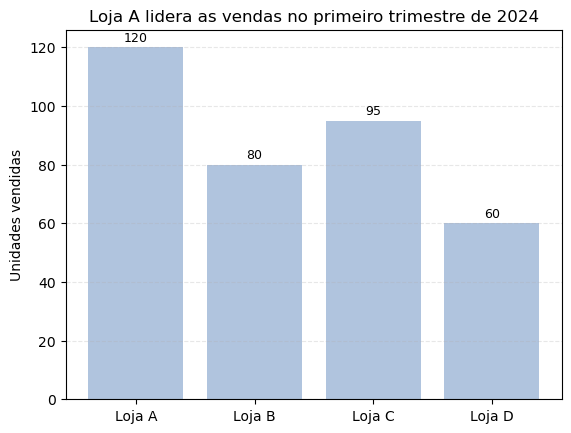 Loja A lidera as vendas no primeiro trimestre de 2024
Unidades vendidas
120
100
80
60
40
20
0
120
80
95
60
Loja A
Loja B
Loja C
Loja D